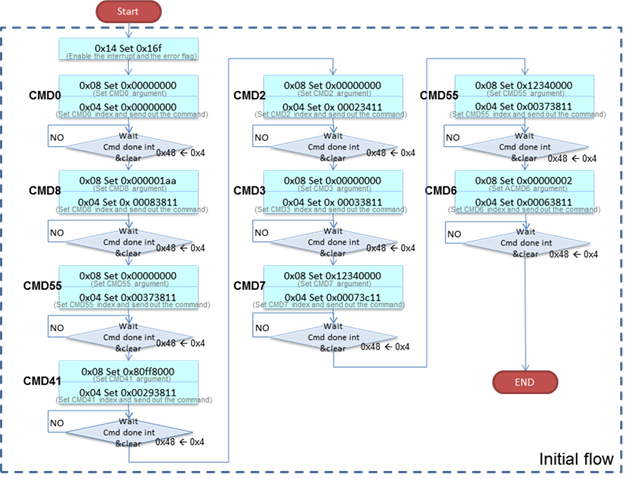 Start
0x14 Set 0x16f
(Enable the interrupt and the error flag)
CMD0
0x08 Set 0x00000000
(Set CMD0 argument)
0x04 Set 0x00000000
(Set CMD0 index and send out the command)
NO
Wait
Cmd done int
&clear
0x48 ← 0x4
CMD8
0x08 Set 0x000001aa
(Set CMD8 argument)
0x04 Set 0x 00083811
(Set CMD8 index and send out the command)
NO
Wait
Cmd done int
&clear
0x48 ← 0x4
CMD55
0x08 Set 0x00000000
(Set CMD55 argument)
0x04 Set 0x00373811
(Set CMD55 index and send out the command)
NO
Wait
Cmd done int
&clear
0x48 ← 0x4
CMD41
0x08 Set 0x80ff8000
(Set CMD41 argument)
0x04 Set 0x00293811
(Set CMD41 index and send out the command)
NO
Wait
Cmd done int
&clear
0x48 ← 0x4
CMD2
0x08 Set 0x00000000
(Set CMD2 argument)
0x04 Set 0x 00023411
(Set CMD2 index and send out the command)
NO
Wait
Cmd done int
&clear
0x48 ← 0x4
CMD3
0x08 Set 0x00000000
(Set CMD3 argument)
0x04 Set 0x 00033811
(Set CMD3 index and send out the command)
NO
Wait
Cmd done int
&clear
0x48 ← 0x4
CMD7
0x08 Set 0x12340000
(Set CMD7 argument)
0x04 Set 0x00073c11
(Set CMD7 index and send out the command)
NO
Wait
Cmd done int
&clear
0x48 ← 0x4
CMD55
0x08 Set 0x12340000
(Set CMD55 argument)
0x04 Set 0x00373811
(Set CMD55 index and send out the command)
NO
Wait
Cmd done int
&clear
0x48 ← 0x4
CMD6
0x08 Set 0x00000002
(Set ACMD6 argument)
0x04 Set 0x00063811
(Set CMD6 index and send out the command)
NO
Wait
Cmd done int
&clear
0x48 ← 0x4
END
Initial flow